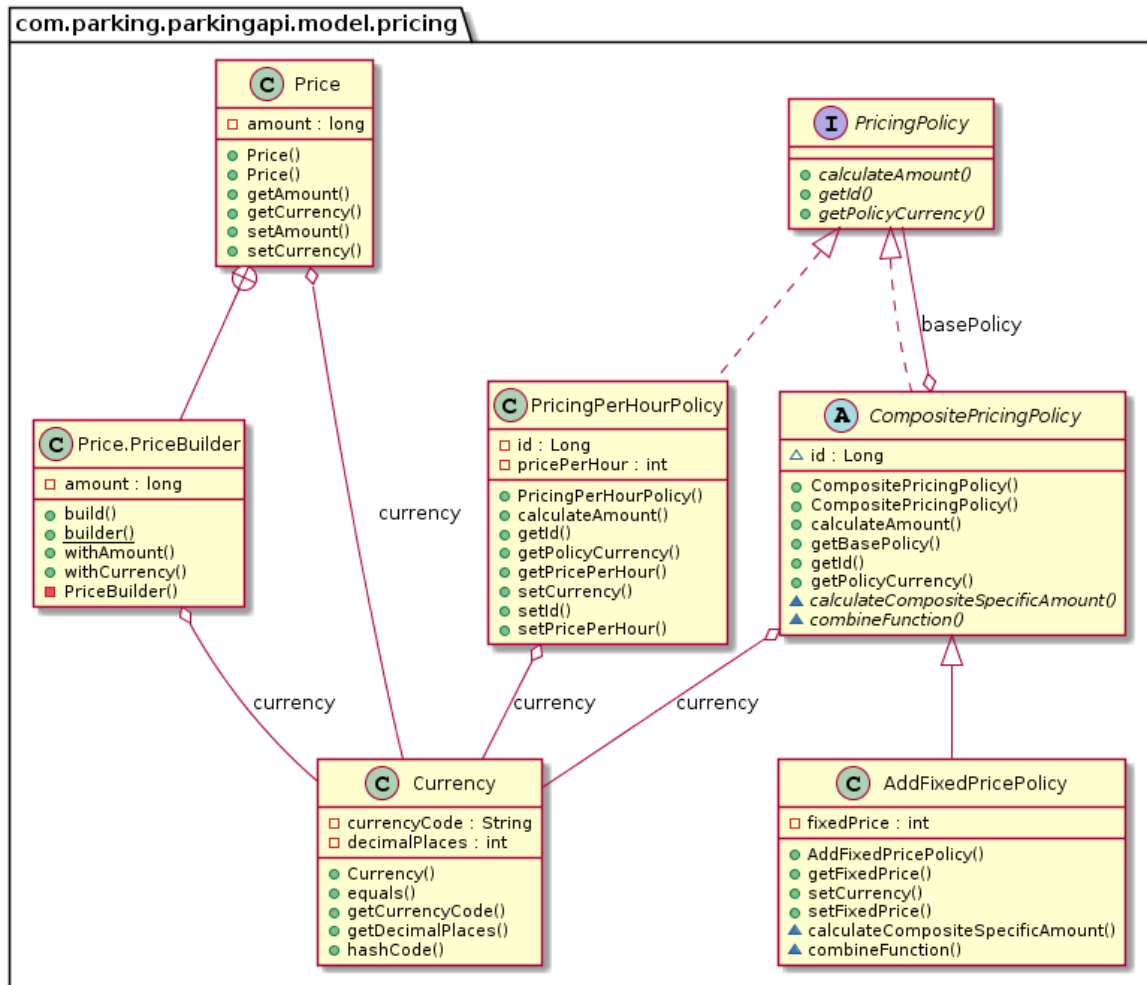 com.parking.parkingapi.model.pricing
C Price
amount : long
Price()
Price()
getAmount()
getCurrency()
setAmount()
setCurrency()
I PricingPolicy
calculateAmount()
getId()
getPolicyCurrency()
basePolicy
C Price.PriceBuilder
amount : long
build()
builder()
withAmount()
withCurrency()
PriceBuilder()
currency
C PricingPerHourPolicy
id : Long
pricePerHour : int
PricingPerHourPolicy()
calculateAmount()
getId()
getPolicyCurrency()
getPricePerHour()
setCurrency()
setId()
setPricePerHour()
A CompositePricingPolicy
id : Long
CompositePricingPolicy()
CompositePricingPolicy()
calculateAmount()
getBasePolicy()
getId()
getPolicyCurrency()
calculateCompositeSpecificAmount()
combineFunction()
currency
currency
currency
C Currency
currencyCode : String
decimalPlaces : int
Currency()
equals()
getCurrencyCode()
getDecimalPlaces()
hashCode()
C AddFixedPricePolicy
fixedPrice : int
AddFixedPricePolicy()
getFixedPrice()
setCurrency()
setFixedPrice()
calculateCompositeSpecificAmount()
combineFunction()